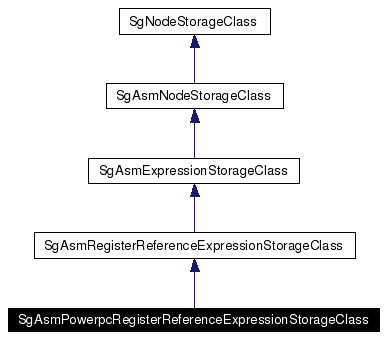 SgNodeStorageClass
SgAsmNodeStorageClass
SgAsmExpressionStorageClass
SgAsmRegisterReferenceExpressionStorageClass
SgAsmPowerpcRegisterReferenceExpressionStorageClass